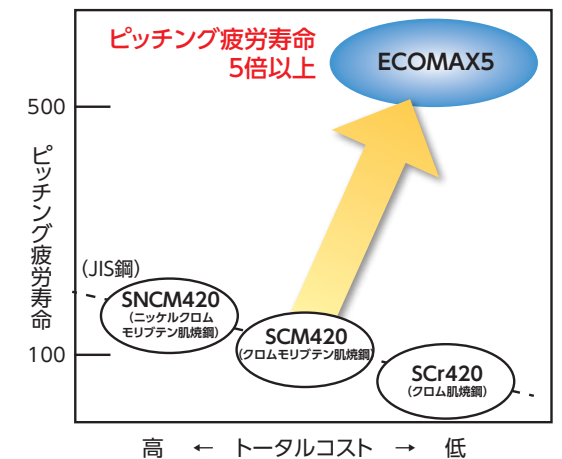 ピッチング疲労寿命
5倍以上
ECOMAX5
500
ピッチング疲労寿命
(JIS鋼)
SNCM420
(ニッケルクロム
モリブテン肌焼鋼)
SCM420
(クロムモリブテン肌焼鋼)
100
SCr420
(クロム肌焼鋼)
高 ← トータルコスト → 低